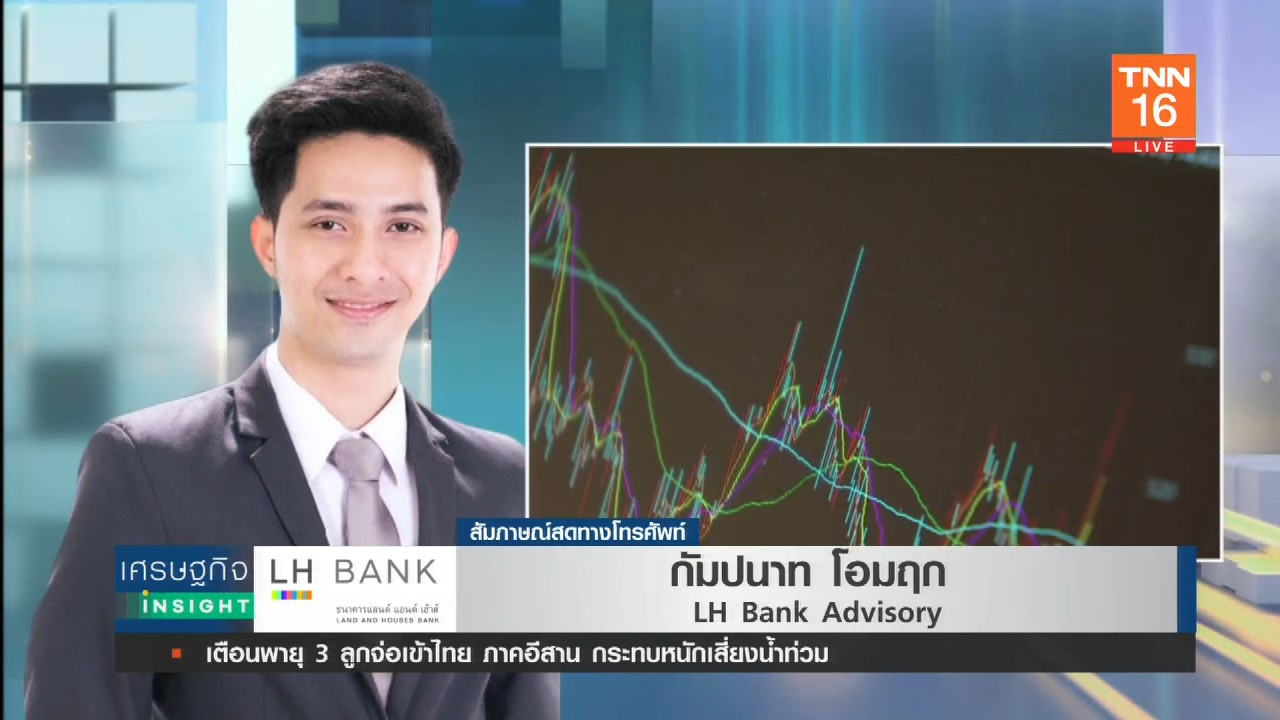 TNN
16
LIVE
สัมภาษณ์สดทางโทรศัพท์
เศรษฐกิจ
INSIGHT
LH BANK
ธนาคารแลนด์ แอนด์ เฮ้าส์
LAND AND HOUSES BANK
กัมปนาท โอมฤก
LH Bank Advisory
เตือนพายุ 3 ลูกจ่อเข้าไทย ภาคอีสาน กระทบหนักเสี่ยงน้ำท่วม